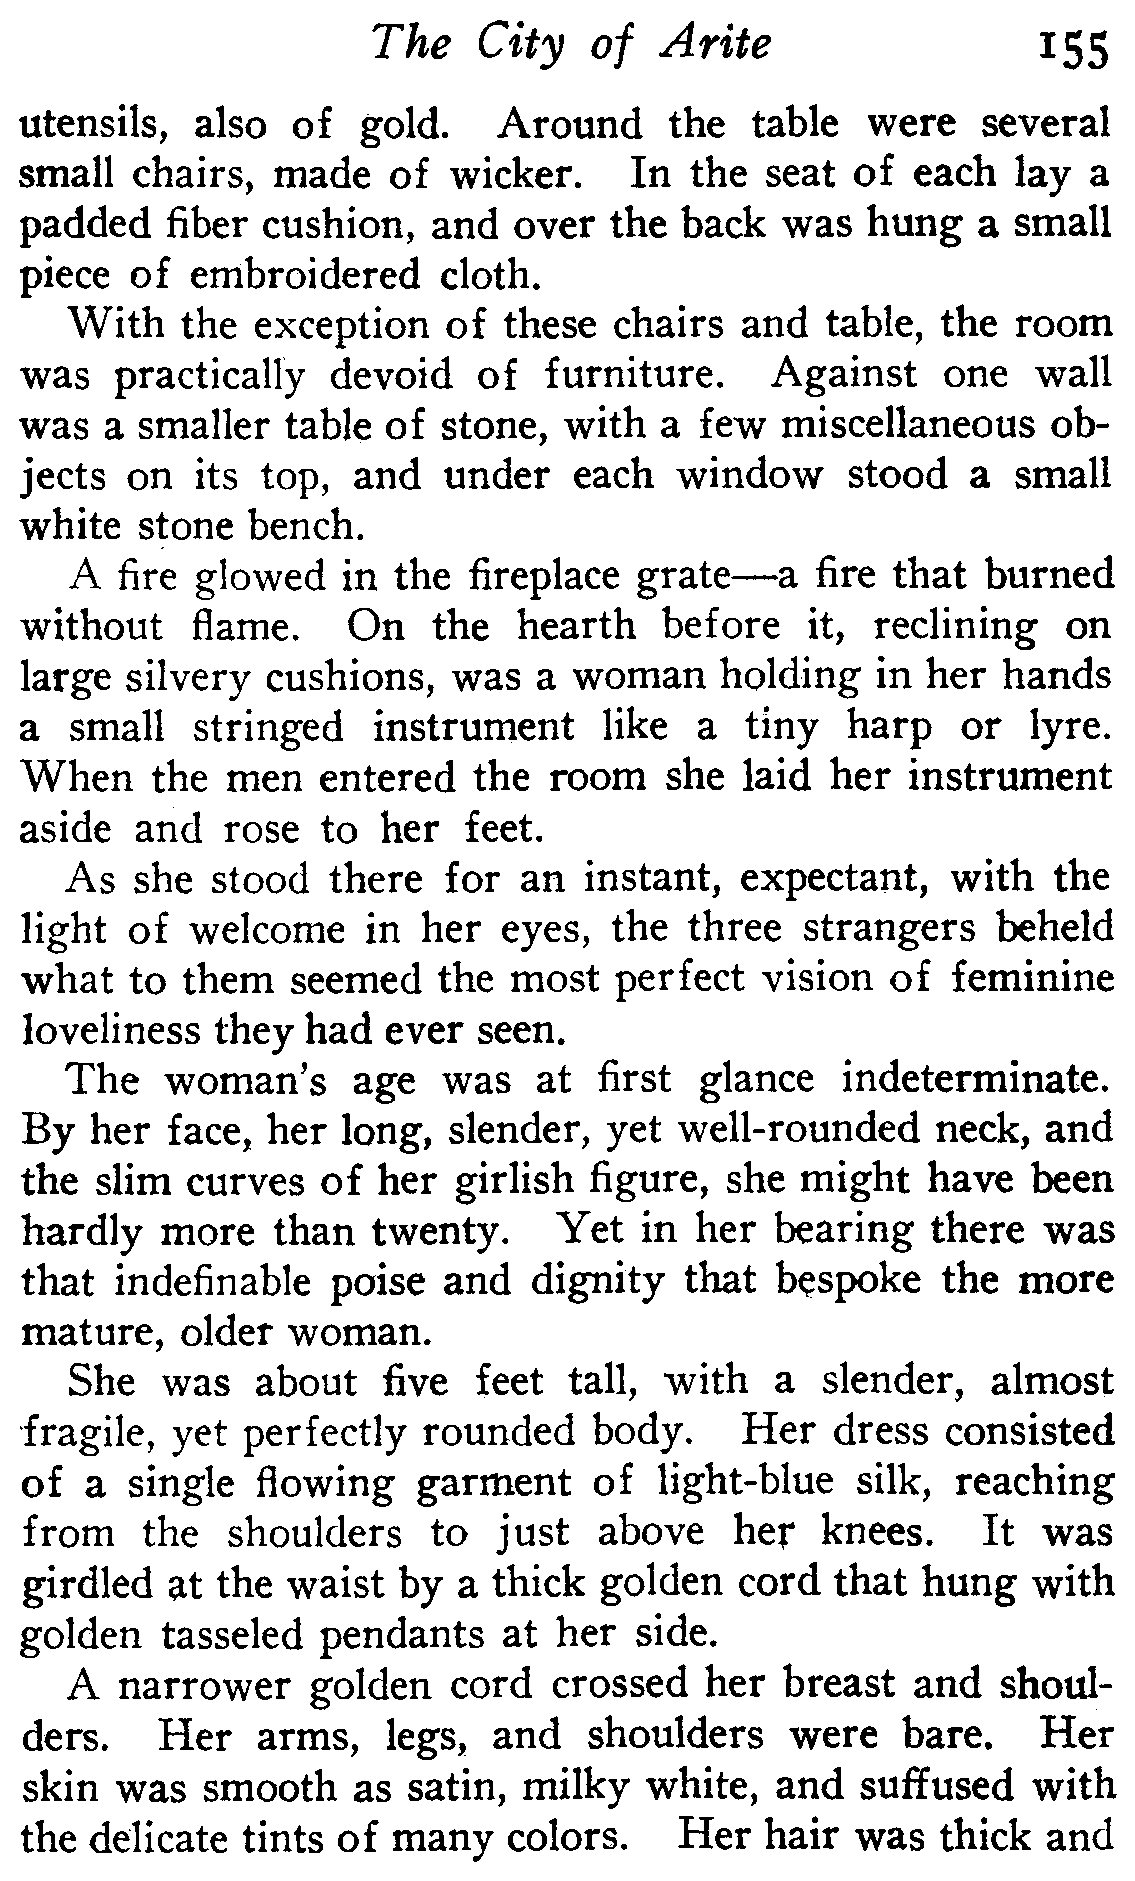 The City of Arite 155
utensils, also of gold. Around the table were several
small chairs, made of wicker. In the seat of each lay a
padded fiber cushion, and over the back was hung a small
piece of embroidered cloth.
With the exception of these chairs and table, the room
was practically devoid of furniture. Against one wall
was a smaller table of stone, with a few miscellaneous ob-
jects on its top, and under each window stood a small
white stone bench.
A fire glowed in the fireplace grate—a fire that burned
without flame. On the hearth before it, reclining on
large silvery cushions, was a woman holding in her hands
a small stringed instrument like a tiny harp or lyre.
When the men entered the room she laid her instrument
aside and rose to her feet.
As she stood there for an instant, expectant, with the
light of welcome in her eyes, the three strangers beheld
what to them seemed the most perfect vision of feminine
loveliness they had ever seen.
The woman's age was at first glance indeterminate.
By her face, her long, slender, yet well-rounded neck, and
the slim curves of her girlish figure, she might have been
hardly more than twenty. Yet in her bearing there was
that indefinable poise and dignity that bespoke the more
mature, older woman.
She was about five feet tall, with a slender, almost
fragile, yet perfectly rounded body. Her dress consisted
of a single flowing garment of light-blue silk, reaching
from the shoulders to just above her knees. It was
girdled at the waist by a thick golden cord that hung with
golden tasseled pendants at her side.
A narrower golden cord crossed her breast and shoul-
ders. Her arms, legs, and shoulders were bare. Her
skin was smooth as satin, milky white, and suffused with
the delicate tints of many colors. Her hair was thick and